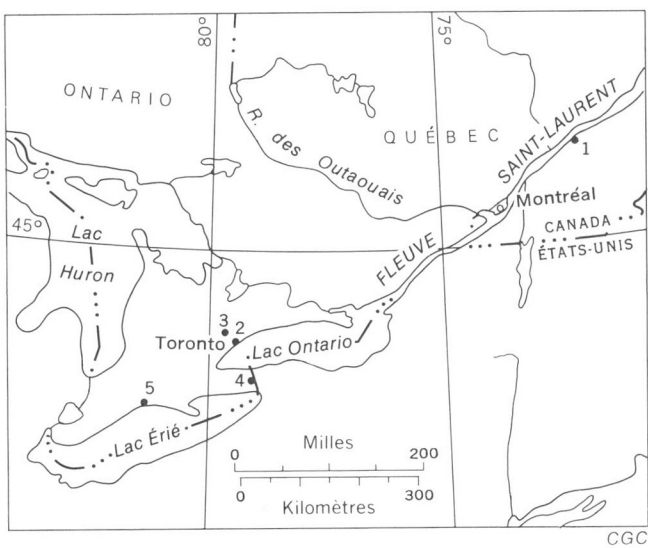 80°
75°
ONTARIO
R. des Outaouais
QUÉBEC
SAINT-LAURENT
1
Montréal
45°
Lac
Huron
FLEUVE
CANADA
ÉTATS-UNIS
3
2
Toronto
Lac Ontario
4
5
Lac Érié
Milles
0 200
0 300
Kilomètres
CGC